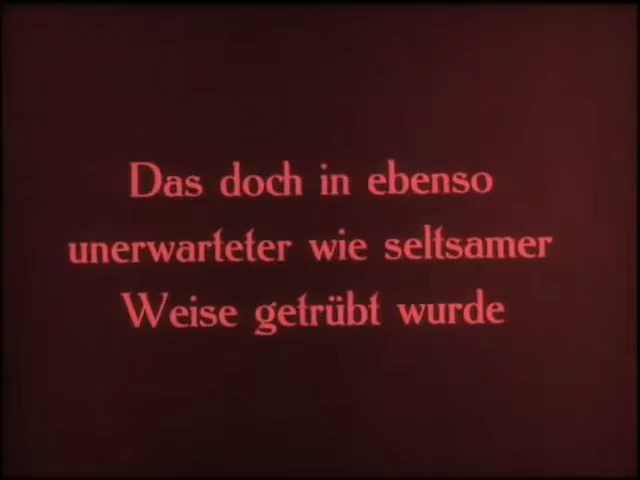 Das doch in ebenso
unerwarteter wie seltsamer
Weise getrübt wurde